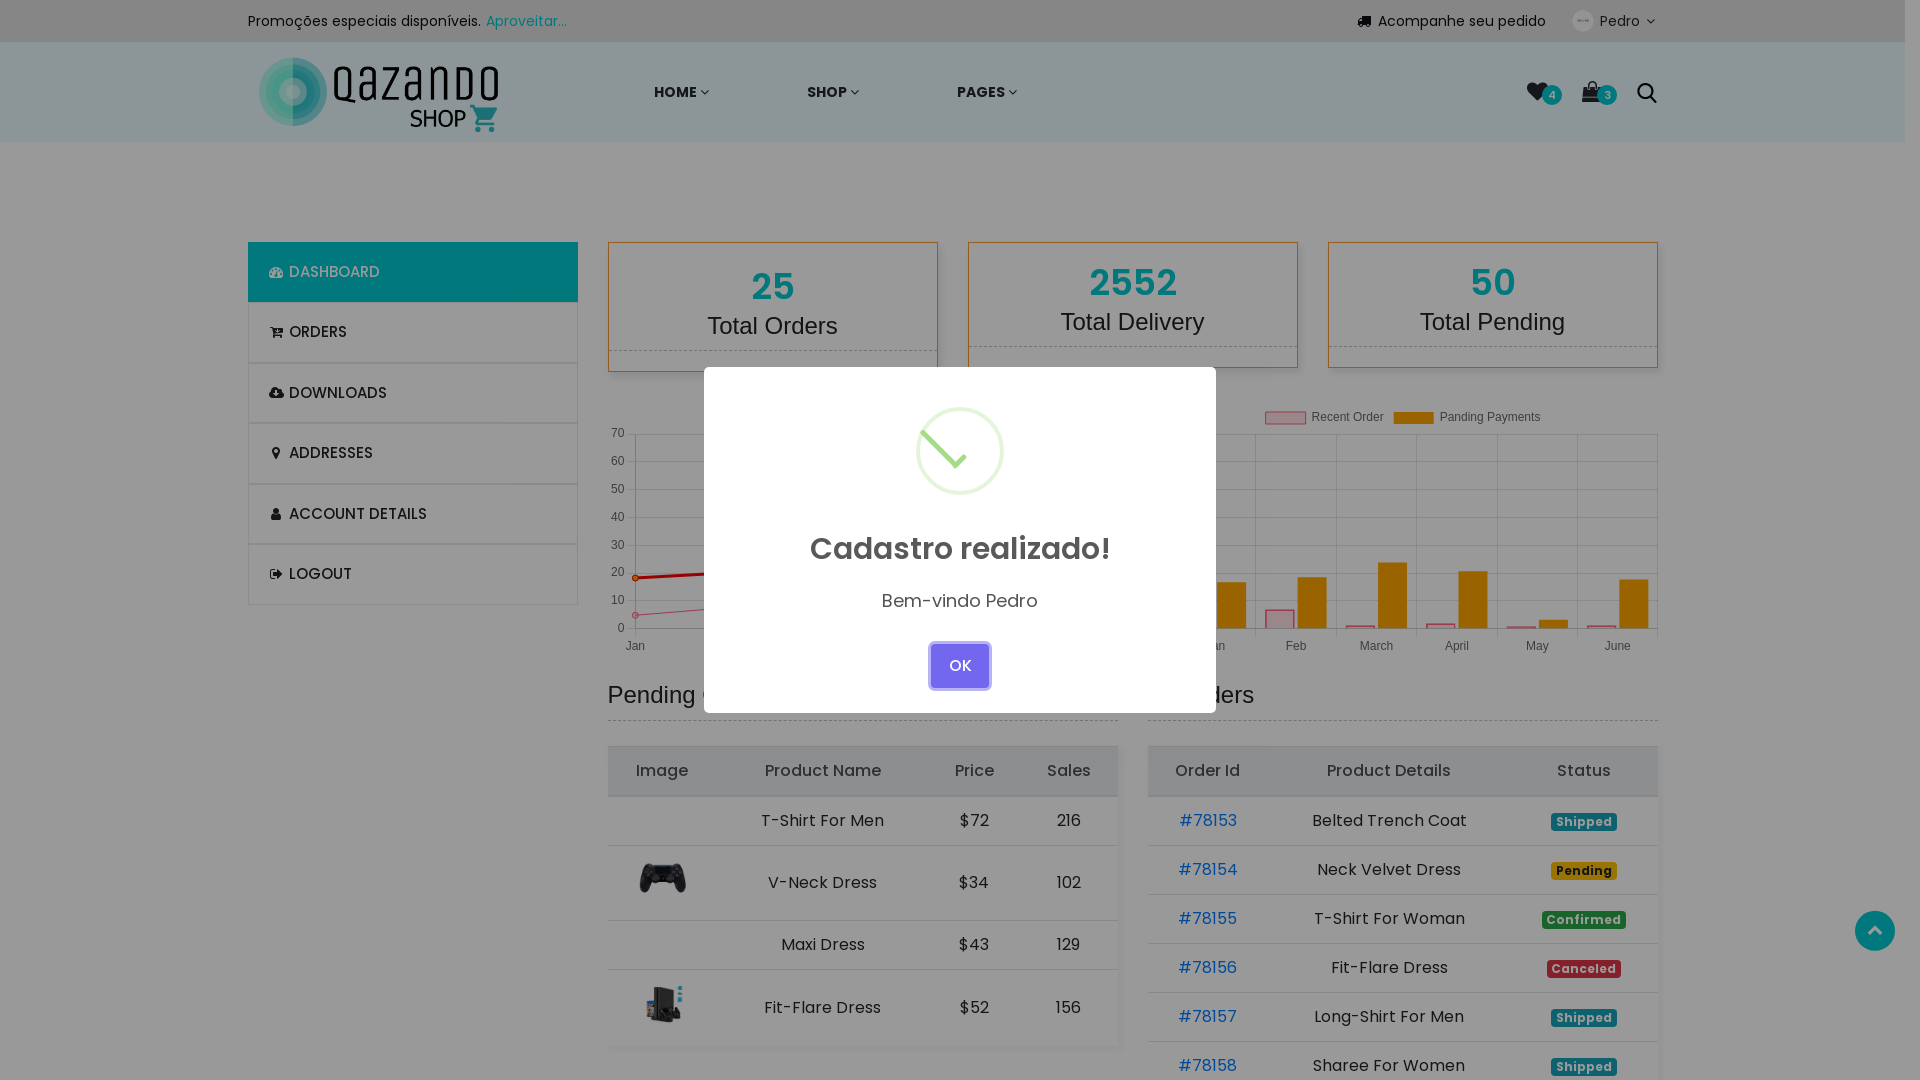 Promoções especiais disponíveis. Aproveitar...
Acompanhe seu pedido
Pedro
Qazando
SHOP
HOME
SHOP
PAGES
4
3
DASHBOARD
ORDERS
DOWNLOADS
ADDRESSES
ACCOUNT DETAILS
LOGOUT
25
Total Orders
2552
Total Delivery
50
Total Pending
Recent Order
Panding Payments
70
60
50
40
30
20
10
0
Jan
Feb
March
April
May
June
Cadastro realizado!
Bem-vindo Pedro
OK
Pending
Image Product Name Price Sales
T-Shirt For Men $72 216
V-Neck Dress $34 102
Maxi Dress $43 129
Fit-Flare Dress $52 156
Order Id Product Details Status
#78153 Belted Trench Coat Shipped
#78154 Neck Velvet Dress Pending
#78155 T-Shirt For Woman Confirmed
#78156 Fit-Flare Dress Canceled
#78157 Long-Shirt For Men Shipped
#78158 Sharee For Women Shipped